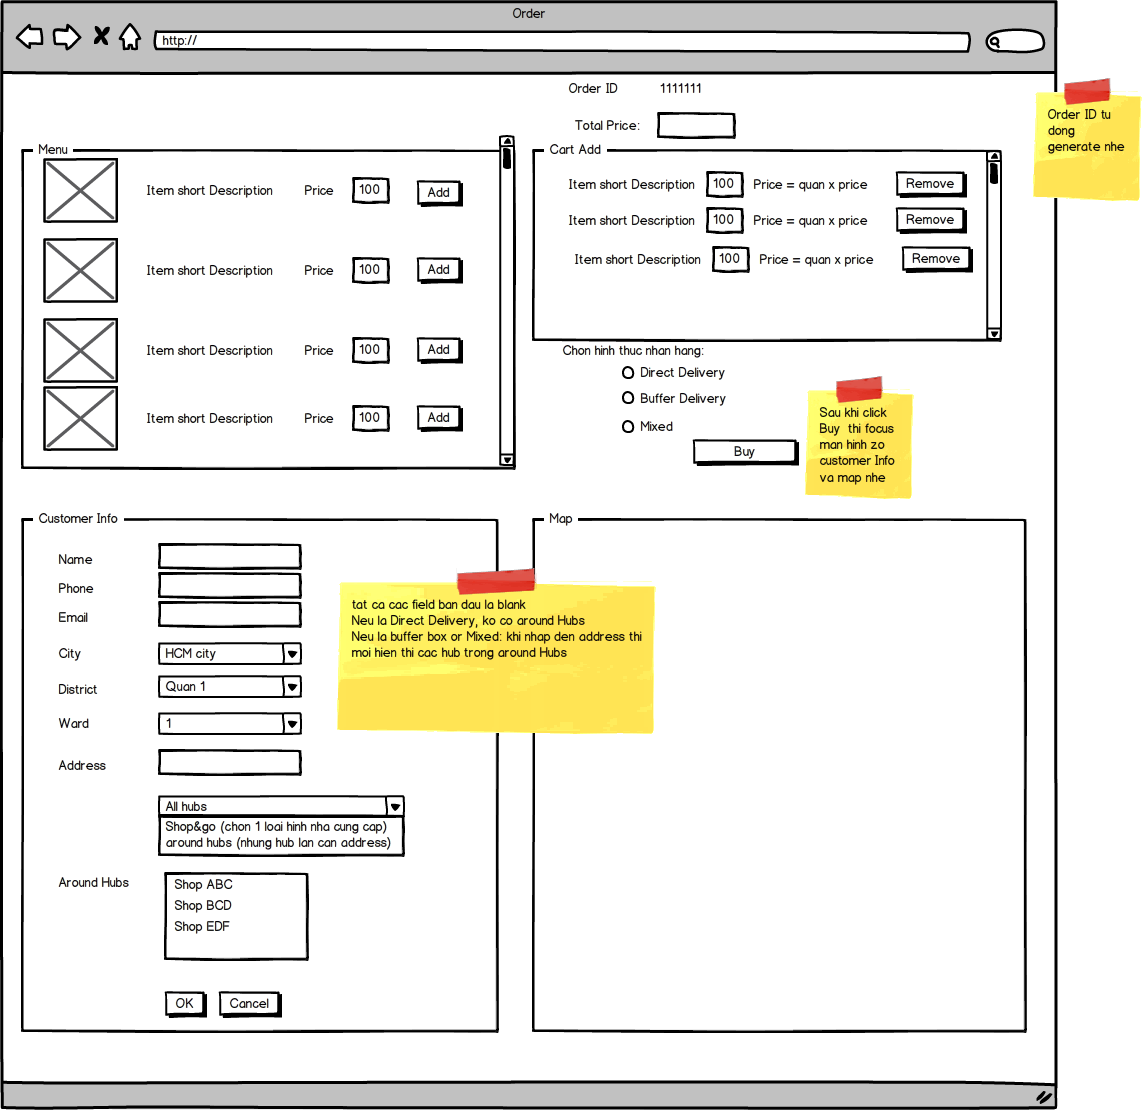 Order
http://
Order ID 1111111
Total Price:
Order ID tu
dong
generate nhe
Menu
Item short Description Price 100 Add
Item short Description Price 100 Add
Item short Description Price 100 Add
Item short Description Price 100 Add
Cart Add
Item short Description 100 Price = quan x price Remove
Item short Description 100 Price = quan x price Remove
Item short Description 100 Price = quan x price Remove
Chon hinh thuc nhan hang:
Direct Delivery
Buffer Delivery
Mixed
Buy
Sau khi click
Buy thi focus
man hinh zo
customer Info
va map nhe
Customer Info
Name
Phone
Email
City HCM city
District Quan 1
Ward 1
Address
All hubs
Shop&go (chon 1 loai hinh nha cung cap)
around hubs (nhung hub lan can address)
Around Hubs
Shop ABC
Shop BCD
Shop EDF
OK Cancel
tat ca cac field ban dau la blank
Neu la Direct Delivery, ko co around Hubs
Neu la buffer box or Mixed: khi nhap den address thi
moi hien thi cac hub trong around Hubs
Map